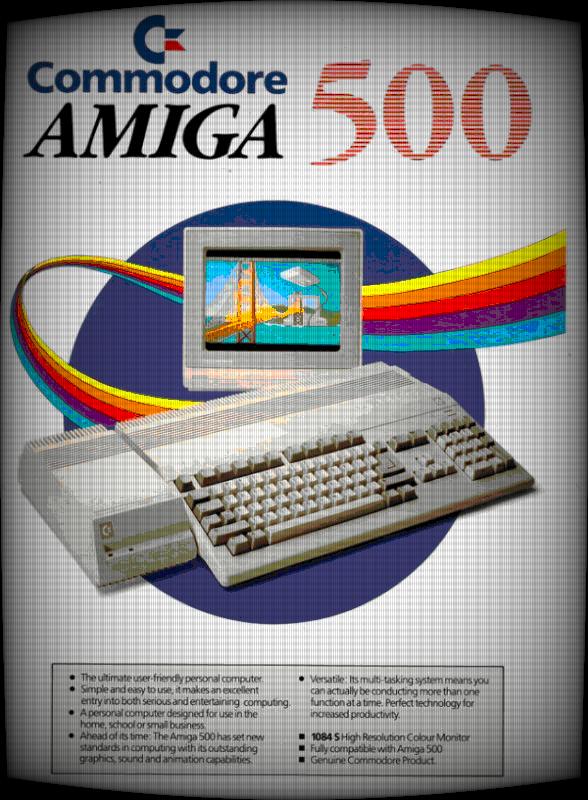 Commodore
AMIGA 500
• The ultimate user-friendly personal computer.
• Simple and easy to use, it makes an excellent
entry into both serious and entertaining computing.
• A personal computer designed for use in the
home, school or small business.
• Ahead of its time: The Amiga 500 has set new
standards in computing with its outstanding
graphics, sound and animation capabilities.
• Versatile: Its multi-tasking system means you
can actually be conducting more than one
function at a time. Perfect technology for
increased productivity.
■ 1084 S High Resolution Colour Monitor
■ Fully compatible with Amiga 500
■ Genuine Commodore Product.